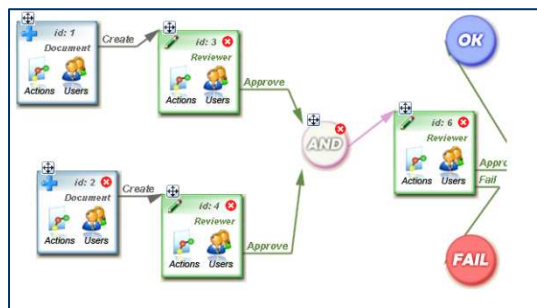 id: 1
Document
Actions Users
Create
id: 3
Reviewer
Actions Users
Approve
id: 2
Document
Actions Users
Create
id: 4
Reviewer
Actions Users
Approve
AND
id: 6
Reviewer
Actions Users
OK
Appro
Fail
FAIL